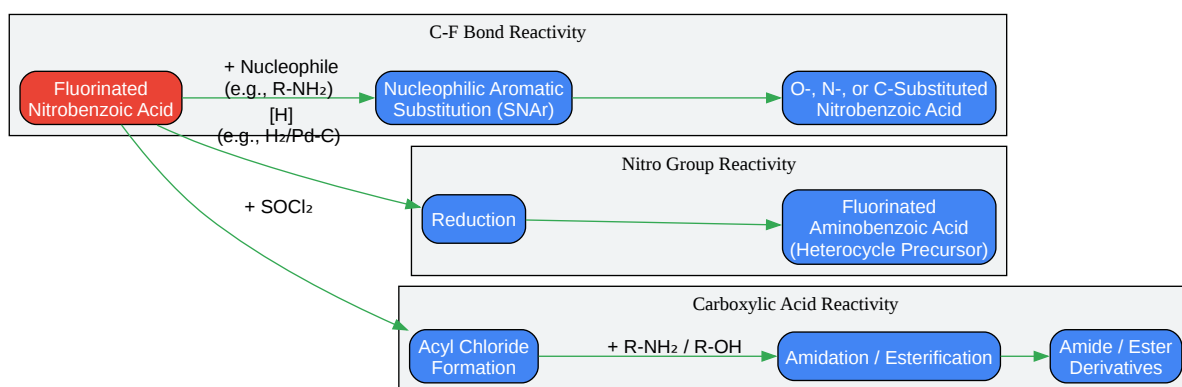 C-F Bond Reactivity
Fluorinated
Nitrobenzoic Acid
+ Nucleophile
(e.g., R-NH₂)
[H]
(e.g., H₂/Pd-C)
Nucleophilic Aromatic
Substitution (SNAr)
O-, N-, or C-Substituted
Nitrobenzoic Acid
Nitro Group Reactivity
Reduction
Fluorinated
Aminobenzoic Acid
(Heterocycle Precursor)
+ SOCl₂
Carboxylic Acid Reactivity
Acyl Chloride
Formation
+ R-NH₂ / R-OH
Amidation / Esterification
Amide / Ester
Derivatives